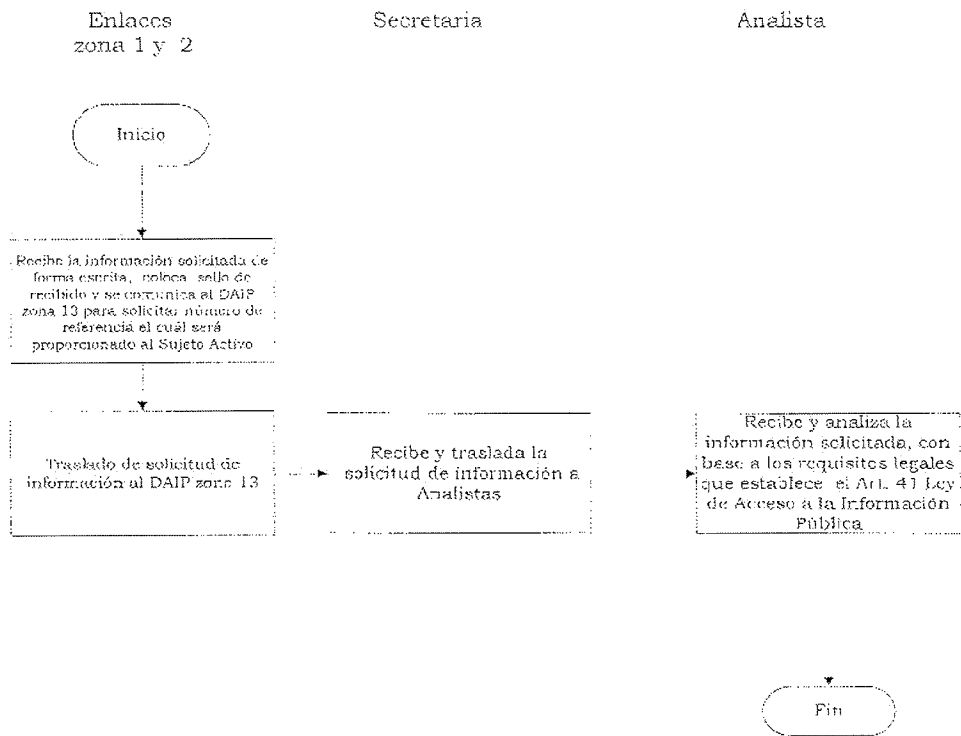 Enlaces
zona 1 y 2
Secretaria
Analista
Inicio
Recibe la información solicitada de
forma escrita, coloca sello de
recibido y se comunica al DAIP
zona 13 para solicitar número de
referencia el cuál será
proporcionado al Sujeto Activo
Traslado de solicitud de
información al DAIP zona 13
Recibe y traslada la
solicitud de información a
Analistas
Recibe y analiza la
información solicitada, con
base a los requisitos legales
que establece el Art. 41 Ley
de Acceso a la Información
Pública
Fin